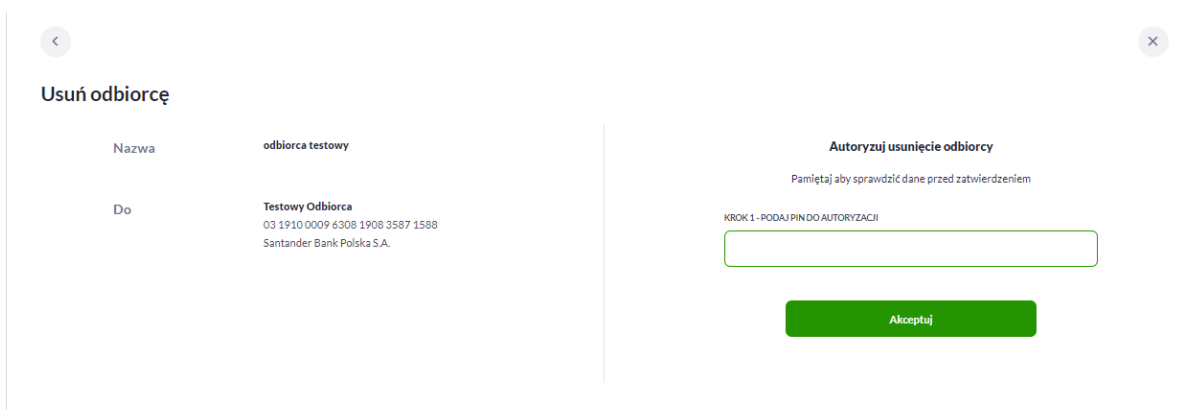 Usuń odbiorcę
Nazwa
odbiorca testowy
Do
Testowy Odbiorca
03 1910 0009 6308 1908 3587 1588
Santander Bank Polska S.A.
Autoryzuj usunięcie odbiorcy
Pamiętaj aby sprawdzić dane przed zatwierdzeniem
KROK 1 - PODAJ PIN DO AUTORYZACJI
Akceptuj